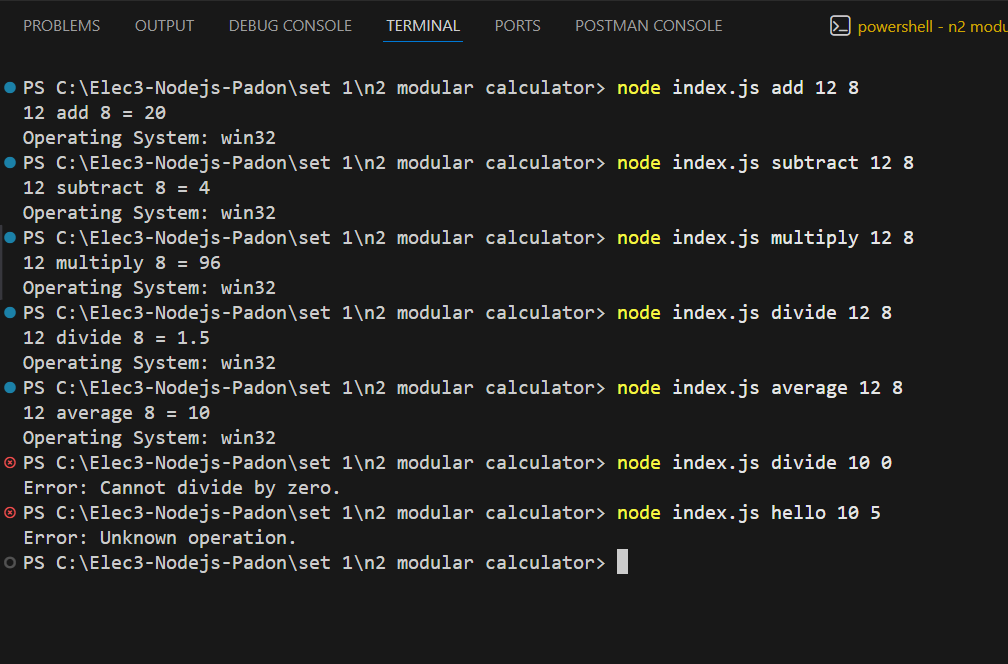 PROBLEMS OUTPUT DEBUG CONSOLE TERMINAL PORTS POSTMAN CONSOLE powershell - n2 modu
PS C:\Elec3-Nodejs-Padon\set 1\n2 modular calculator> node index.js add 12 8
12 add 8 = 20
Operating System: win32
PS C:\Elec3-Nodejs-Padon\set 1\n2 modular calculator> node index.js subtract 12 8
12 subtract 8 = 4
Operating System: win32
PS C:\Elec3-Nodejs-Padon\set 1\n2 modular calculator> node index.js multiply 12 8
12 multiply 8 = 96
Operating System: win32
PS C:\Elec3-Nodejs-Padon\set 1\n2 modular calculator> node index.js divide 12 8
12 divide 8 = 1.5
Operating System: win32
PS C:\Elec3-Nodejs-Padon\set 1\n2 modular calculator> node index.js average 12 8
12 average 8 = 10
Operating System: win32
PS C:\Elec3-Nodejs-Padon\set 1\n2 modular calculator> node index.js divide 10 0
Error: Cannot divide by zero.
PS C:\Elec3-Nodejs-Padon\set 1\n2 modular calculator> node index.js hello 10 5
Error: Unknown operation.
PS C:\Elec3-Nodejs-Padon\set 1\n2 modular calculator>